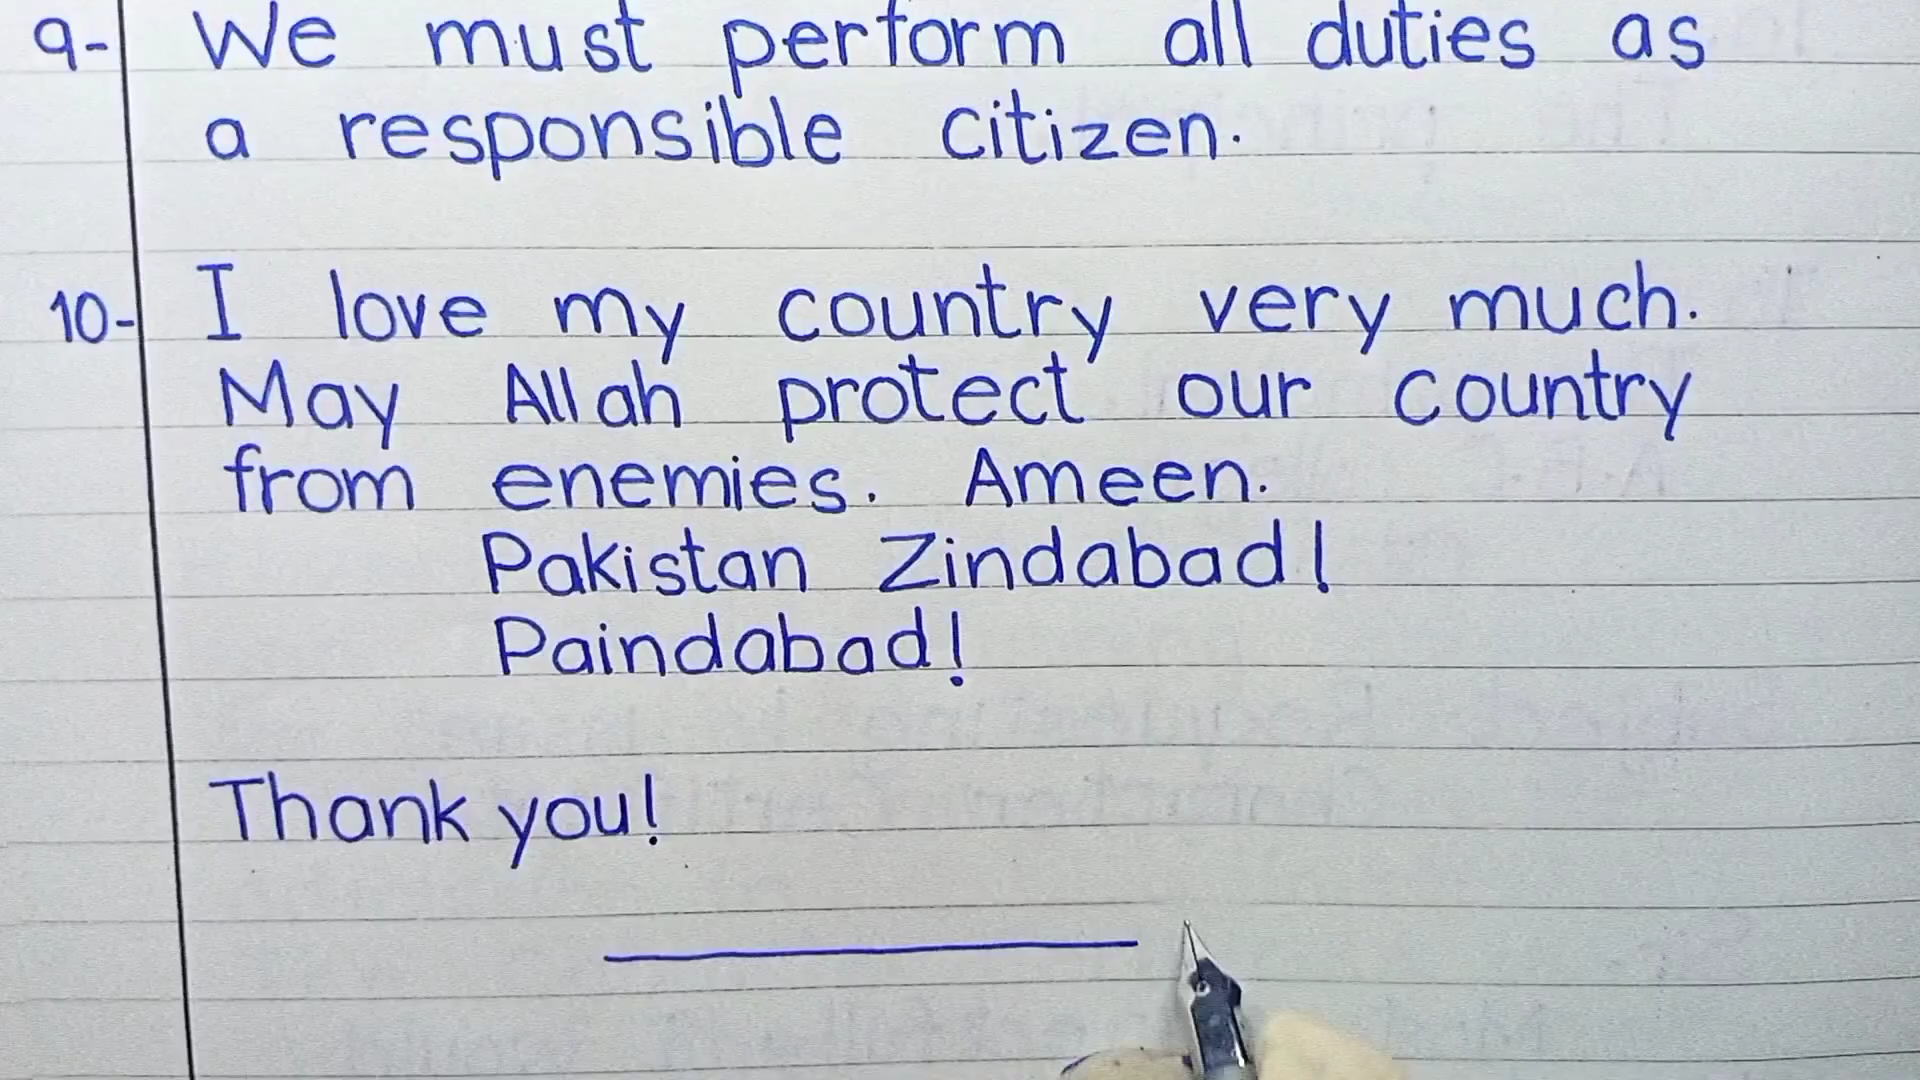 9- We must perform all duties as
a responsible citizen.
10- I love my country very much.
May Allah protect our country
from enemies. Ameen.
Pakistan Zindabad!
Paindabad!
Thank you!